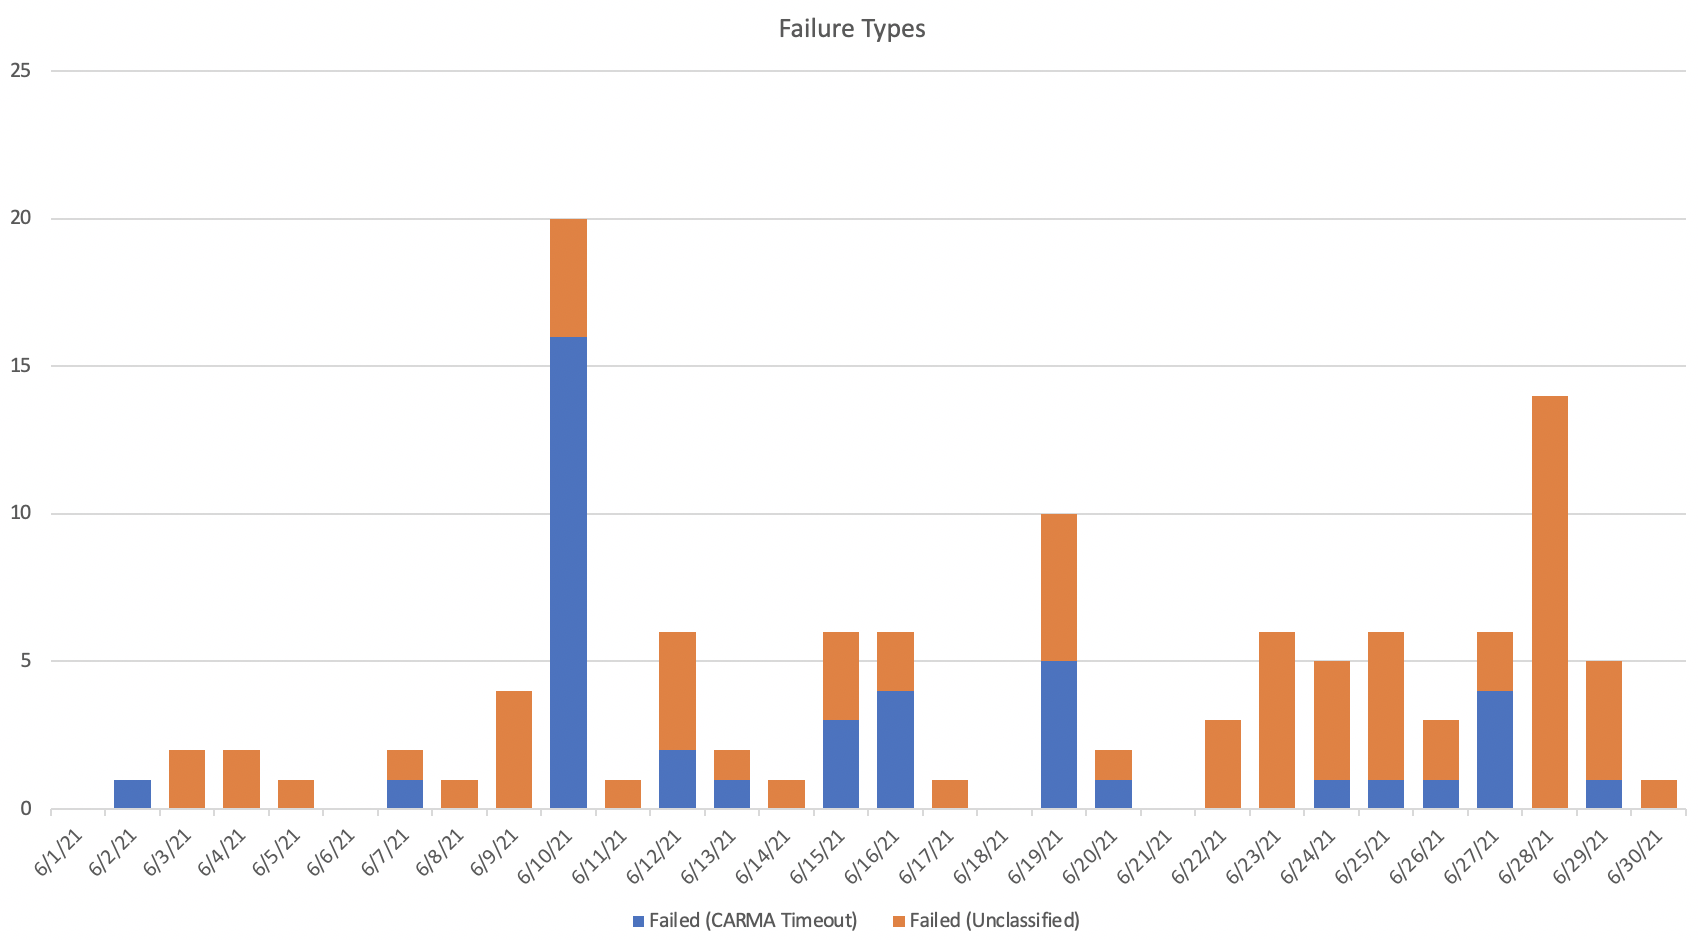 Failure Types
25
20
15
10
5
0
6/1/21 6/2/21 6/3/21 6/4/21 6/5/21 6/6/21 6/7/21 6/8/21 6/9/21 6/10/21 6/11/21 6/12/21 6/13/21 6/14/21 6/15/21 6/16/21 6/17/21 6/18/21 6/19/21 6/20/21 6/21/21 6/22/21 6/23/21 6/24/21 6/25/21 6/26/21 6/27/21 6/28/21 6/29/21 6/30/21
Failed (CARMA Timeout) Failed (Unclassified)